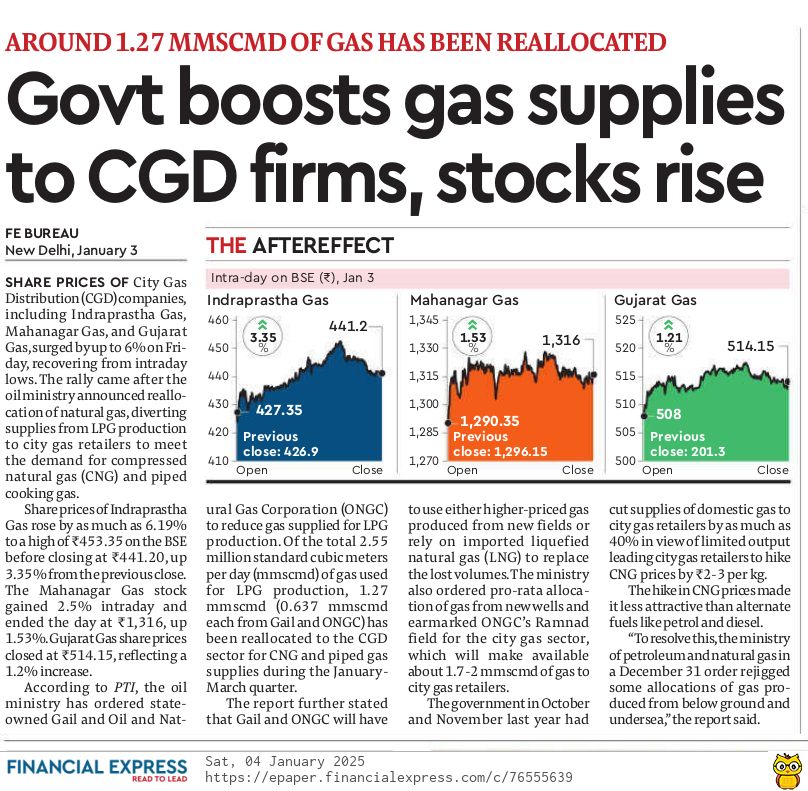 AROUND 1.27 MMSCMD OF GAS HAS BEEN REALLOCATED
Govt boosts gas supplies
to CGD firms, stocks rise
FE BUREAU
New Delhi, January 3
SHARE PRICES OF City Gas
Distribution (CGD) companies,
including Indraprastha Gas,
Mahanagar Gas, and Gujarat
Gas, surged by up to 6% on Fri-
day, recovering from intraday
lows. The rally came after the
oil ministry announced reallo-
cation of natural gas, diverting
supplies from LPG production
to city gas retailers to meet
the demand for compressed
natural gas (CNG) and piped
cooking gas.
Share prices of Indraprastha
Gas rose by as much as 6.19%
to a high of ₹453.35 on the BSE
before closing at ₹441.20, up
3.35% from the previous close.
The Mahanagar Gas stock
gained 2.5% intraday and
ended the day at ₹1,316, up
1.53%. Gujarat Gas share prices
closed at ₹514.15, reflecting a
1.2% increase.
According to PTI, the oil
ministry has ordered state-
owned Gail and Oil and Nat-
THE AFTEREFFECT
Intra-day on BSE (₹), Jan 3
Indraprastha Gas
460
450
440
430
420
410
3.35
%
441.2
427.35
Previous
close: 426.9
Open
Close
Mahanagar Gas
1,345
1,330
1,315
1,300
1,285
1,270
1.53
%
1,316
1,290.35
Previous
close: 1,296.15
Open
Close
Gujarat Gas
525
520
515
510
505
500
1.21
%
514.15
508
Previous
close: 201.3
Open
Close
ural Gas Corporation (ONGC)
to reduce gas supplied for LPG
production. Of the total 2.55
million standard cubic meters
per day (mmscmd) of gas used
for LPG production, 1.27
mmscmd (0.637 mmscmd
each from Gail and ONGC) has
been reallocated to the CGD
sector for CNG and piped gas
supplies during the January-
March quarter.
The report further stated
that Gail and ONGC will have
to use either higher-priced gas
produced from new fields or
rely on imported liquefied
natural gas (LNG) to replace
the lost volumes. The ministry
also ordered pro-rata alloca-
tion of gas from new wells and
earmarked ONGC's Ramnad
field for the city gas sector,
which will make available
about 1.7-2 mmscmd of gas to
city gas retailers.
The government in October
and November last year had
cut supplies of domestic gas to
city gas retailers by as much as
40% in view of limited output
leading city gas retailers to hike
CNG prices by ₹2-3 per kg.
The hike in CNG prices made
it less attractive than alternate
fuels like petrol and diesel.
"To resolve this, the ministry
of petroleum and natural gas in
a December 31 order rejigged
some allocations of gas pro-
duced from below ground and
undersea," the report said.
FINANCIAL EXPRESS
READ TO LEAD
Sat, 04 January 2025
https://epaper.financialexpress.com/c/76555639